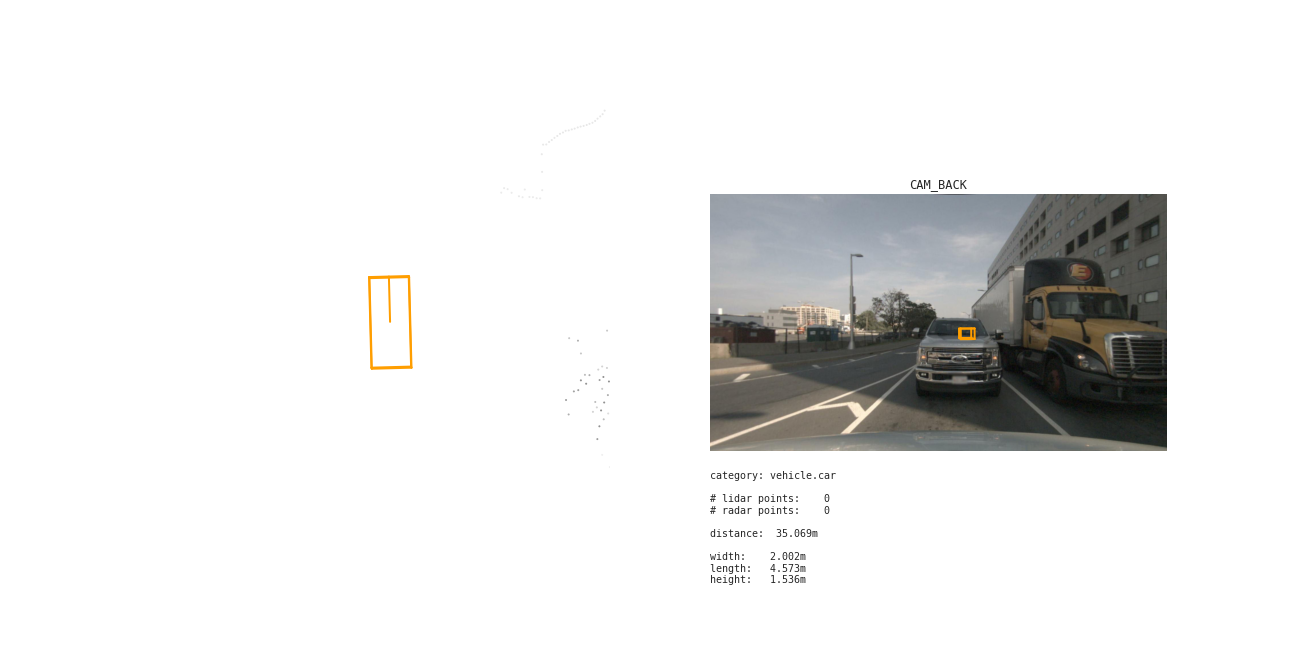 CAM_BACK
category: vehicle.car
# lidar points: 0
# radar points: 0
distance: 35.069m
width: 2.002m
length: 4.573m
height: 1.536m